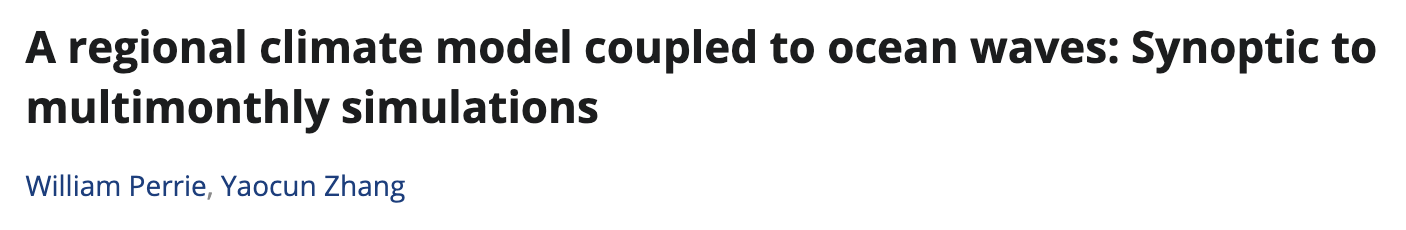 A regional climate model coupled to ocean waves: Synoptic to
multimonthly simulations
William Perrie, Yaocun Zhang